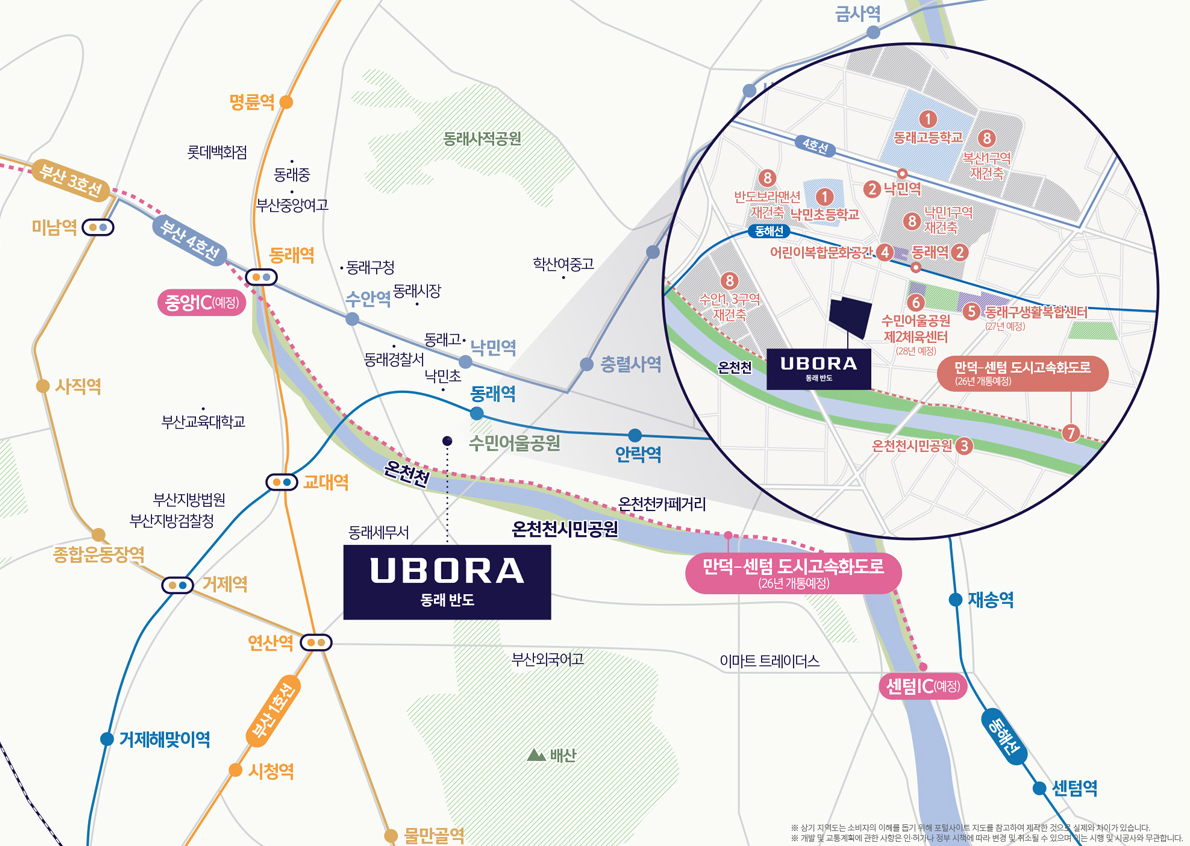 금사역
명륜역
롯데백화점
동래중
부산중앙여고
동래사적공원
부산 3호선
미남역
부산 4호선
동래역
중앙IC(예정)
동래구청
수안역
동래시장
학산여중고
동래고
낙민역
동래경찰서
낙민초
충렬사역
동래역
사직역
부산교육대학교
수민어울공원
안락역
온천천
교대역
부산지방법원
부산지방검찰청
온천천카페거리
동래세무서
온천천시민공원
종합운동장역
UBORA
동래 반도
만덕-센텀 도시고속화도로
(26년 개통예정)
거제역
재송역
연산역
부산외국어고
이마트 트레이더스
센텀IC(예정)
부산 1호선
거제해맞이역
동해선
배산
시청역
센텀역
물만골역
1
동래고등학교
4호선
8
복산1구역
재건축
8
반도보라맨션
재건축
1
낙민초등학교
2 낙민역
8 낙민1구역
재건축
동해선
어린이복합문화공간 4
동래역 2
8
수안1, 3구역
재건축
6
수민어울공원
제2체육센터
(28년 예정)
5 동래구생활복합센터
(27년 예정)
UBORA
동래 반도
온천천
만덕-센텀 도시고속화도로
(26년 개통예정)
7
온천천시민공원 3
※ 상기 지역도는 소비자의 이해를 돕기 위해 포털사이트 지도를 참고하여 제작한 것으로 실제와 차이가 있습니다.
※ 개발 및 교통계획에 관한 사항은 인·허가나 정부 시책에 따라 변경 및 취소될 수 있으며 이는 시행 및 시공사와 무관합니다.